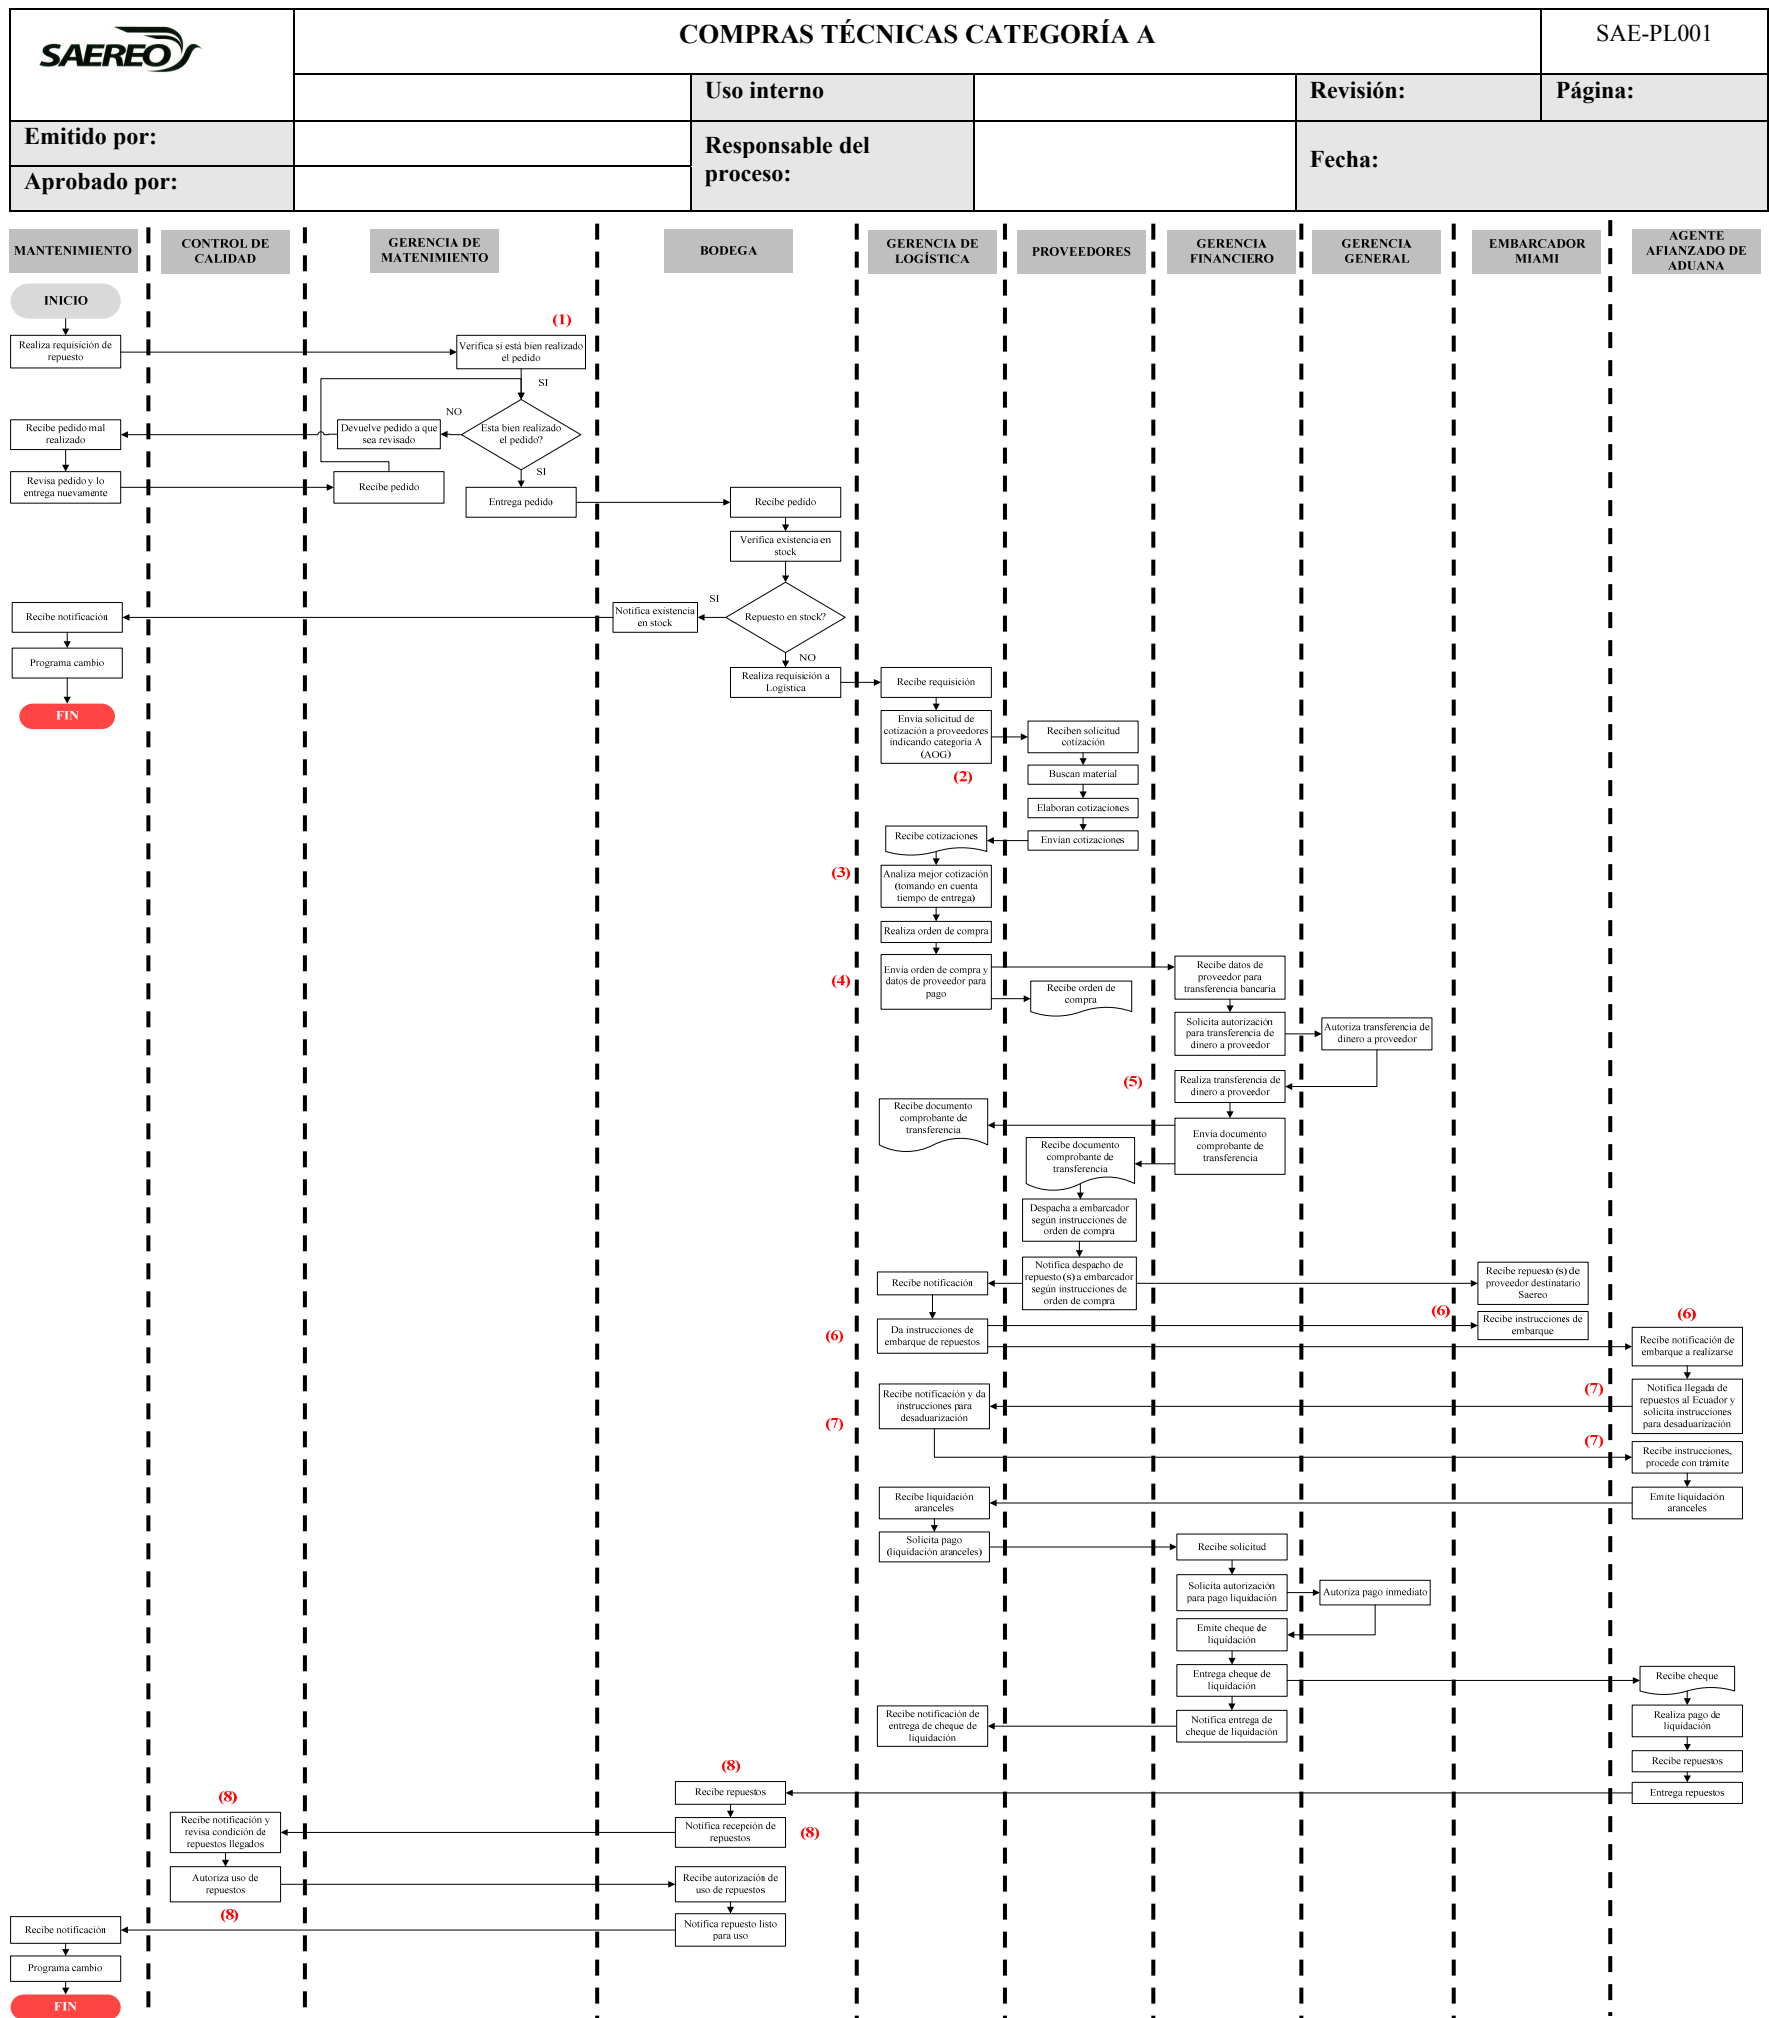 SAEREO
COMPRAS TÉCNICAS CATEGORÍA A
SAE-PL001
Uso interno
Revisión:
Página:
Emitido por:
Responsable del
proceso:
Fecha:
Aprobado por:
MANTENIMIENTO
CONTROL DE
CALIDAD
GERENCIA DE
MATENIMIENTO
BODEGA
GERENCIA DE
LOGÍSTICA
PROVEEDORES
GERENCIA
FINANCIERO
GERENCIA
GENERAL
EMBARCADOR
MIAMI
AGENTE
AFIANZADO DE
ADUANA
INICIO
(1)
Realiza requisición de
repuesto
Verifica si está bien realizado
el pedido
SI
NO
Recibe pedido mal
realizado
Devuelve pedido a que
sea revisado
Esta bien realizado
el pedido?
SI
Revisa pedido y lo
entrega nuevamente
Recibe pedido
Entrega pedido
Recibe pedido
Verifica existencia en
stock
SI
Recibe notificación
Notifica existencia
en stock
Repuesto en stock?
NO
Programa cambio
Realiza requisición a
Logística
Recibe requisición
FIN
Envía solicitud de
cotización a proveedores
indicando categoría A
(AOG)
Reciben solicitud
cotización
(2)
Buscan material
Elaboran cotizaciones
Recibe cotizaciones
Envían cotizaciones
(3)
Analiza mejor cotización
(tomando en cuenta
tiempo de entrega)
Realiza orden de compra
(4)
Envía orden de compra y
datos de proveedor para
pago
Recibe datos de
proveedor para
transferencia bancaria
Recibe orden de
compra
Solicita autorización
para transferencia de
dinero a proveedor
Autoriza transferencia de
dinero a proveedor
(5)
Realiza transferencia de
dinero a proveedor
Recibe documento
comprobante de
transferencia
Envía documento
comprobante de
transferencia
Recibe documento
comprobante de
transferencia
Despacha a embarcador
según instrucciones de
orden de compra
Recibe notificación
Notifica despacho de
repuesto (s) a embarcador
según instrucciones de
orden de compra
Recibe repuesto (s) de
proveedor destinatario
Saereo
(6)
Da instrucciones de
embarque de repuestos
(6)
Recibe instrucciones de
embarque
(6)
Recibe notificación de
embarque a realizarse
Recibe notificación y da
instrucciones para
desaduarización
(7)
(7)
Notifica llegada de
repuestos al Ecuador y
solicita instrucciones
para desaduarización
(7)
Recibe instrucciones,
procede con trámite
Recibe liquidación
aranceles
Emite liquidación
aranceles
Solicita pago
(liquidación aranceles)
Recibe solicitud
Solicita autorización
para pago liquidación
Autoriza pago inmediato
Emite cheque de
liquidación
Entrega cheque de
liquidación
Recibe cheque
Recibe notificación de
entrega de cheque de
liquidación
Notifica entrega de
cheque de liquidación
Realiza pago de
liquidación
Recibe repuestos
(8)
Recibe repuestos
Entrega repuestos
(8)
Recibe notificación y
revisa condición de
repuestos llegados
Notifica recepción de
repuestos
(8)
Autoriza uso de
repuestos
Recibe autorización de
uso de repuestos
(8)
Recibe notificación
Notifica repuesto listo
para uso
Programa cambio
FIN